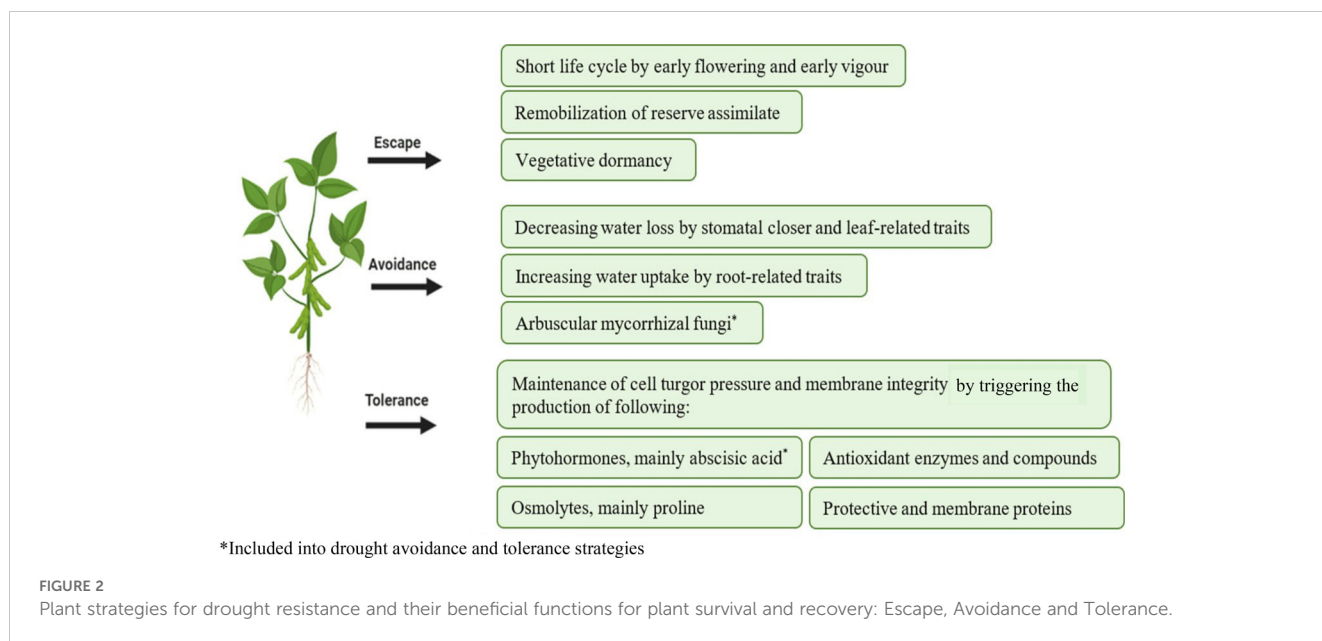 Short life cycle by early flowering and early vigour
Escape
Remobilization of reserve assimilate
Vegetative dormancy
Decreasing water loss by stomatal closer and leaf-related traits
Avoidance
Increasing water uptake by root-related traits
Arbuscular mycorrhizal fungi*
Tolerance
Maintenance of cell turgor pressure and membrane integrity by triggering the
production of following:
Phytohormones, mainly abscisic acid*
Antioxidant enzymes and compounds
Osmolytes, mainly proline
Protective and membrane proteins
*Included into drought avoidance and tolerance strategies
FIGURE 2
Plant strategies for drought resistance and their beneficial functions for plant survival and recovery: Escape, Avoidance and Tolerance.